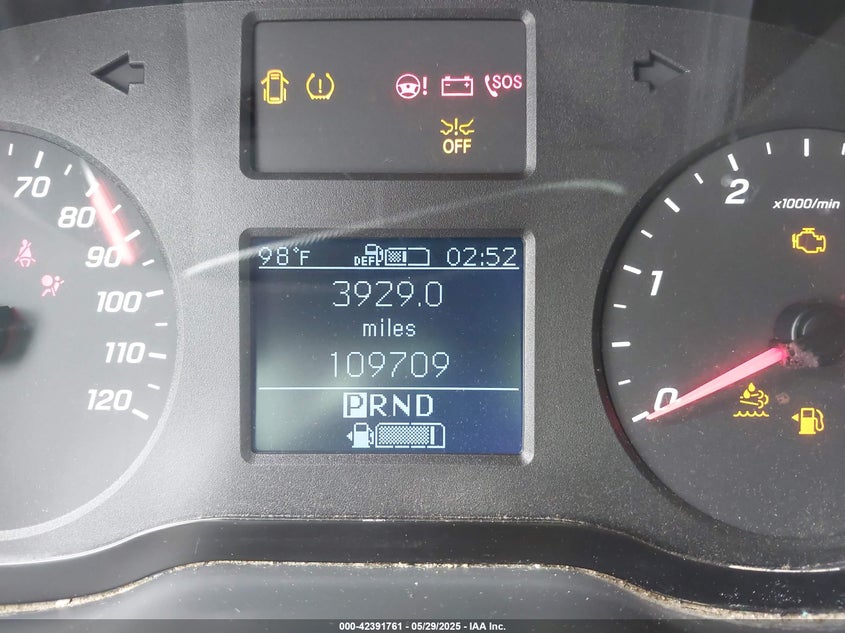 SOS
OFF
70
80
90
100
110
120
98°F DEF 02:52
3929.0
miles
109709
PRND
2
x1000/min
1
0
000-42391761 - 05/29/2025 - IAA Inc.